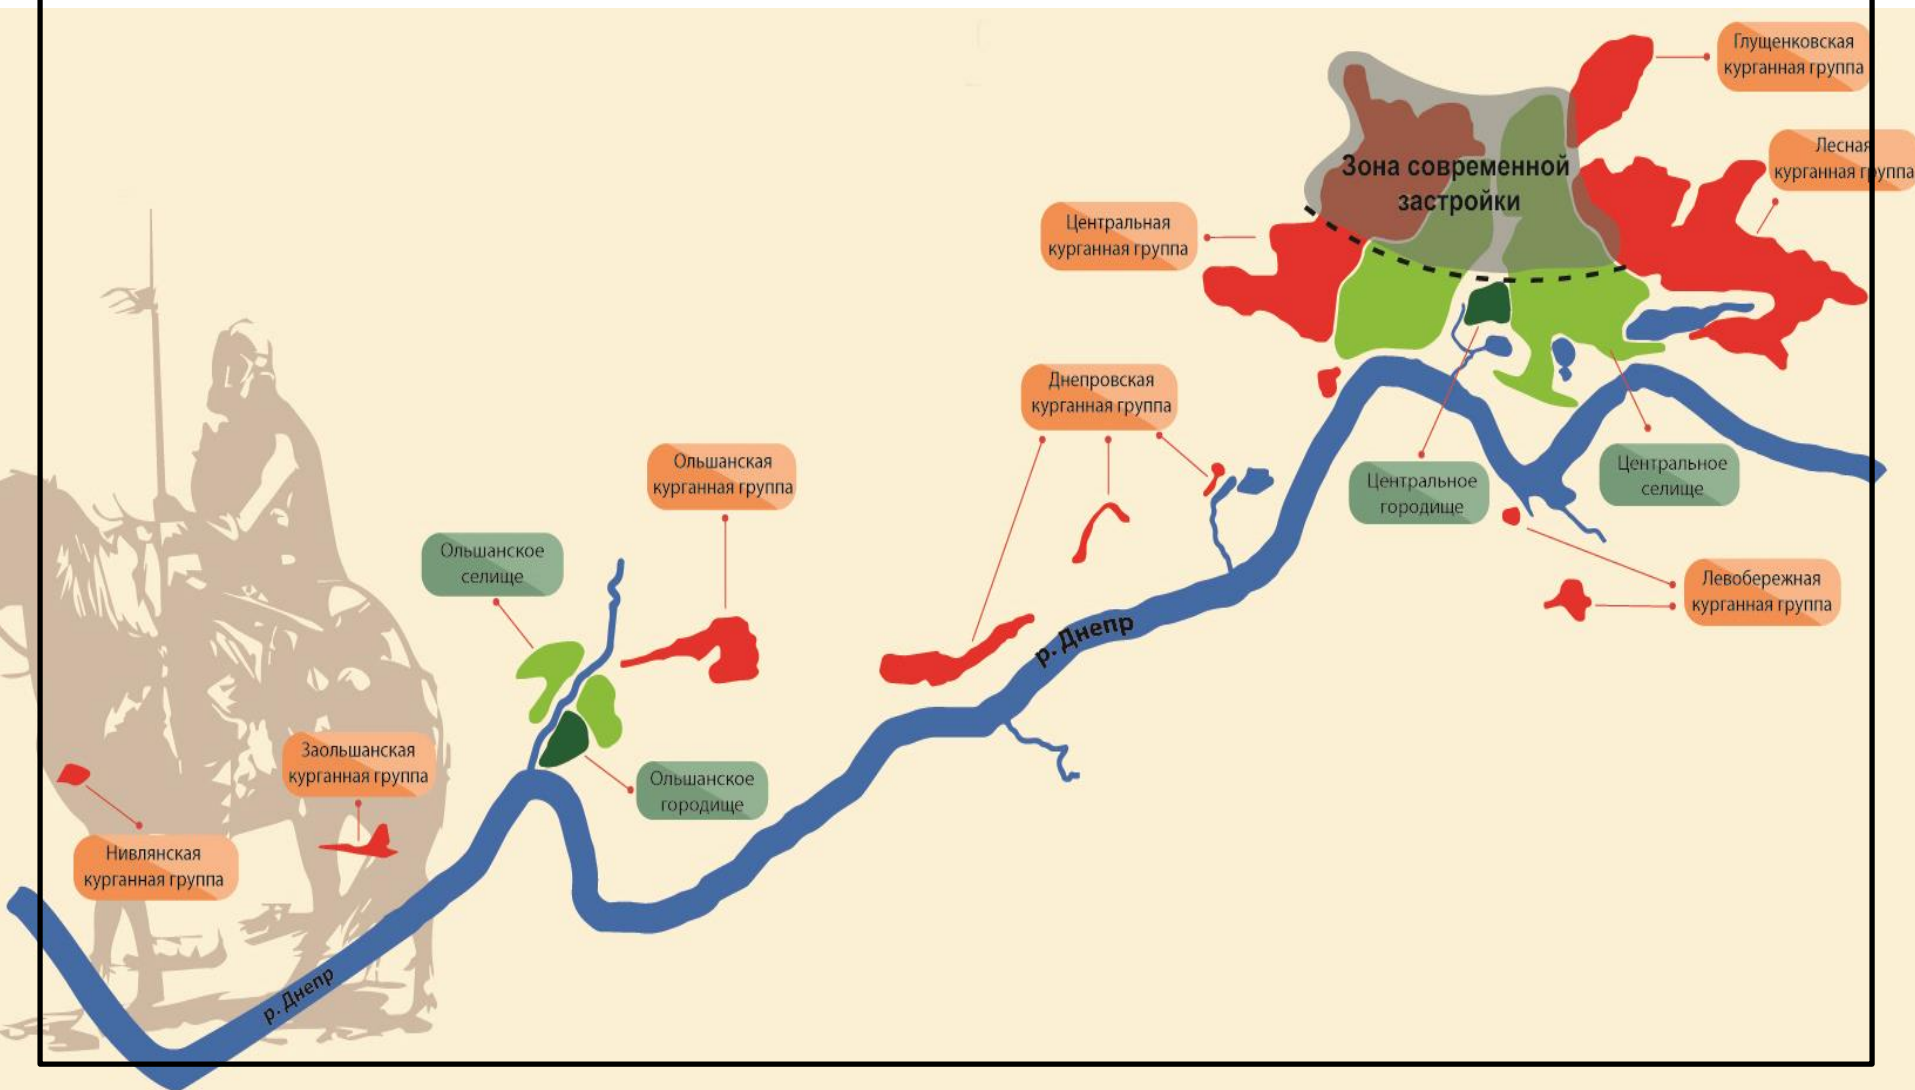 Глущенковская
курганная группа
Лесная
курганная группа
Зона современной
застройки
Центральная
курганная группа
Днепровская
курганная группа
Ольшанская
курганная группа
Центральное
городище
Центральное
селище
Ольшанское
селище
Левобережная
курганная группа
р. Днепр
Заольшанская
курганная группа
Ольшанское
городище
Нивлянская
курганная группа
р. Днепр